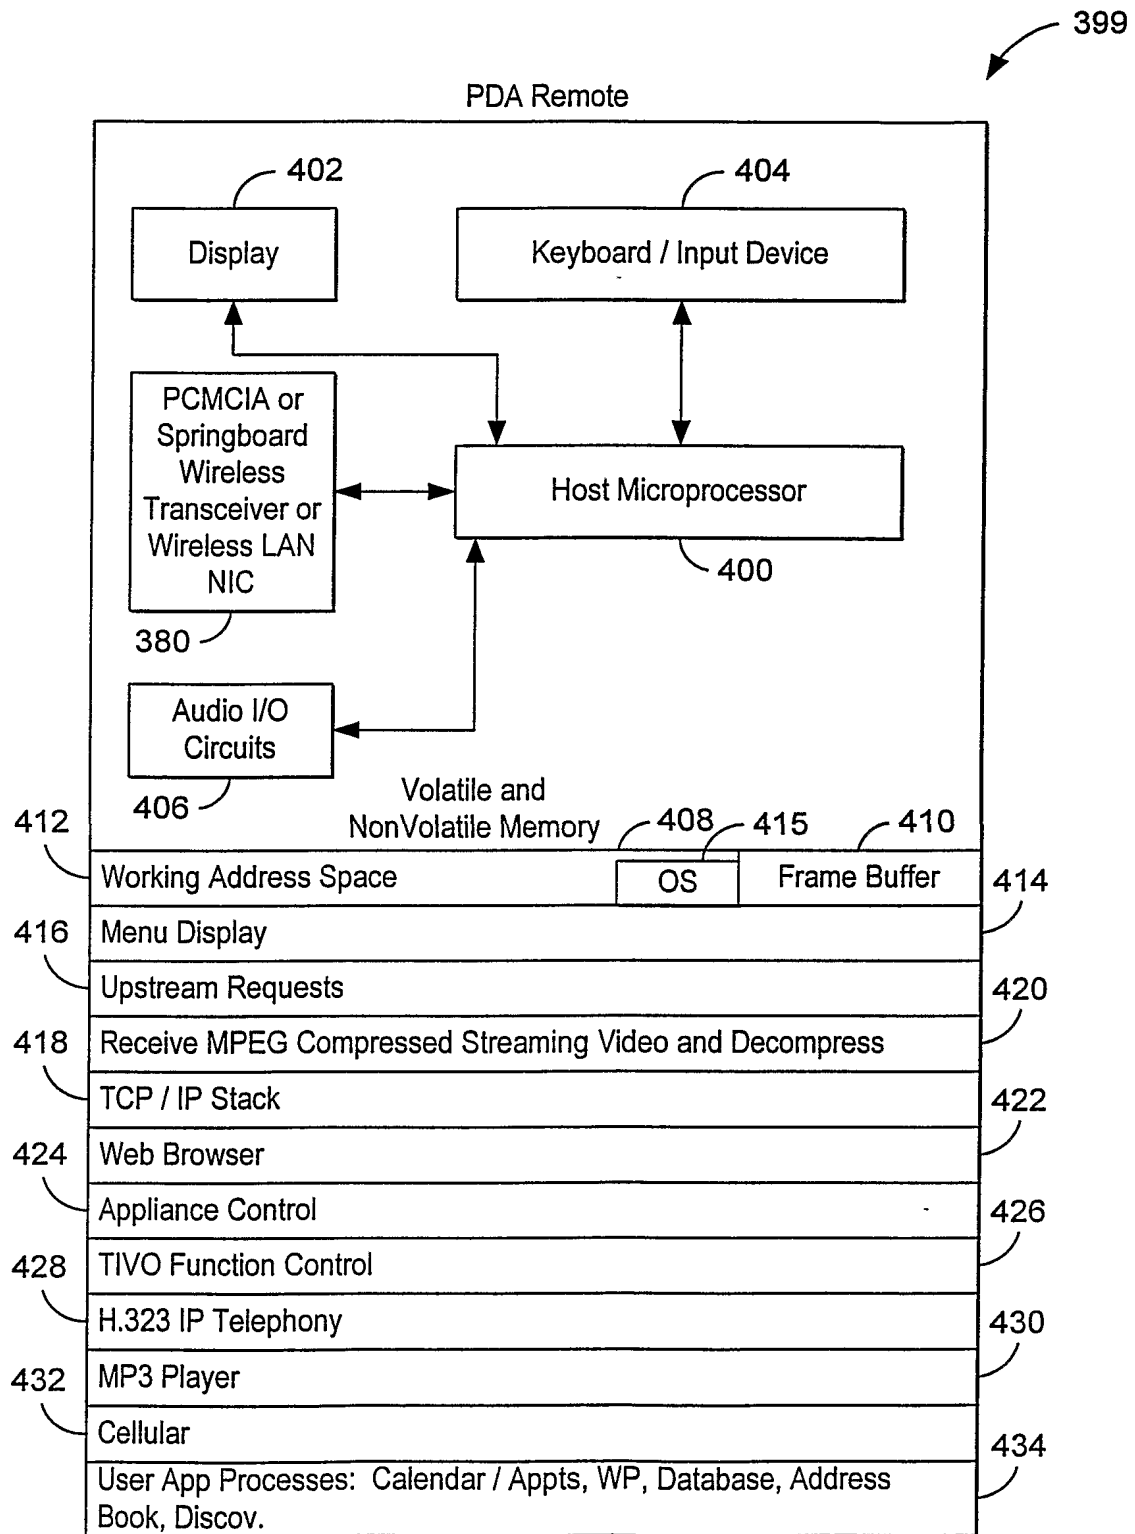 399
PDA Remote
402
404
Display
Keyboard / Input Device
PCMCIA or
Springboard
Wireless
Transceiver or
Wireless LAN
NIC
Host Microprocessor
400
380
Audio I/O
Circuits
406
Volatile and
NonVolatile Memory
412
408
415
410
Working Address Space
OS
Frame Buffer
414
416
Menu Display
Upstream Requests
420
418
Receive MPEG Compressed Streaming Video and Decompress
TCP / IP Stack
422
424
Web Browser
Appliance Control
426
428
TIVO Function Control
H.323 IP Telephony
430
432
MP3 Player
Cellular
434
User App Processes: Calendar / Appts, WP, Database, Address
Book, Discov.